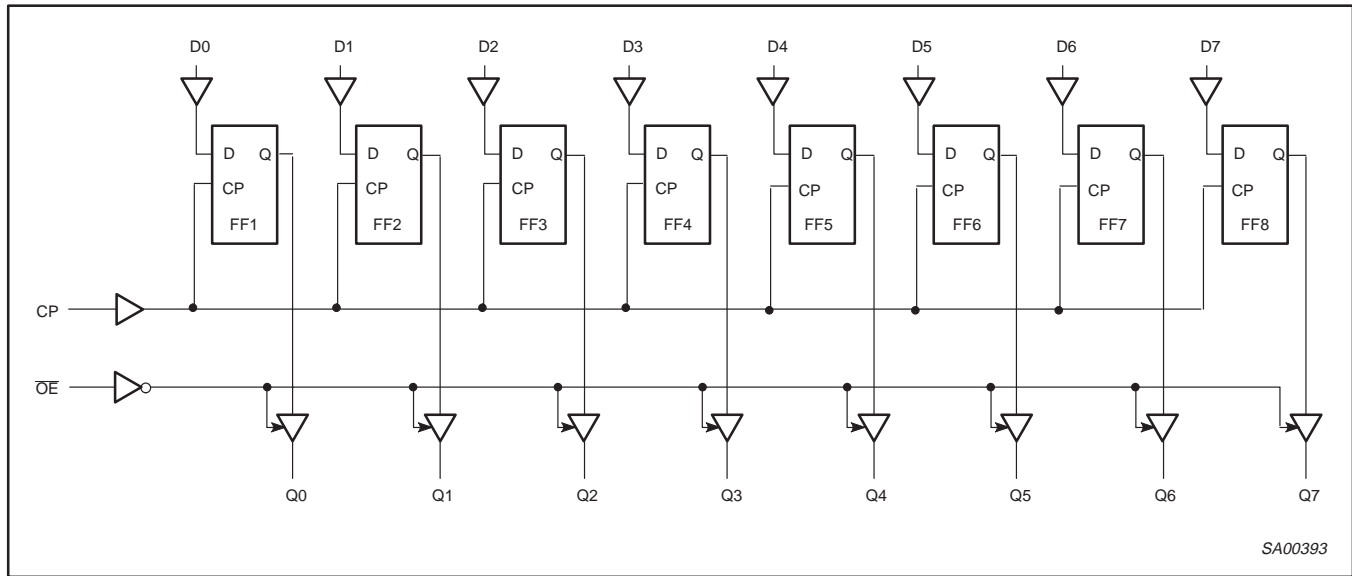 D0 D1 D2 D3 D4 D5 D6 D7
D Q D Q D Q D Q D Q D Q D Q D Q
CP CP CP CP CP CP CP CP
FF1 FF2 FF3 FF4 FF5 FF6 FF7 FF8
CP
O̅E̅
Q0 Q1 Q2 Q3 Q4 Q5 Q6 Q7
SA00393